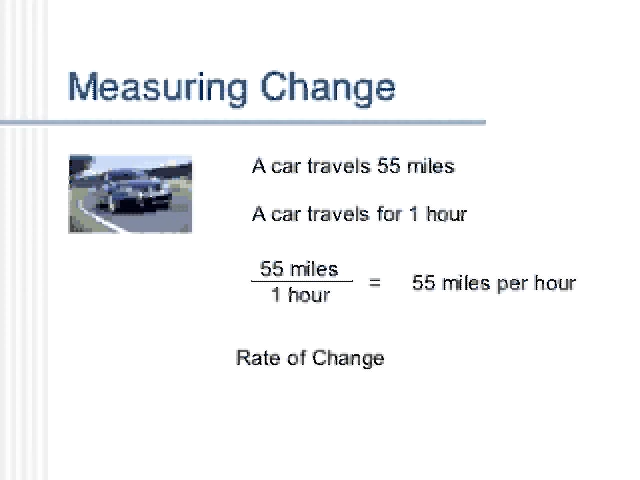 Measuring Change
A car travels 55 miles
A car travels for 1 hour
55 miles
1 hour
= 55 miles per hour
Rate of Change